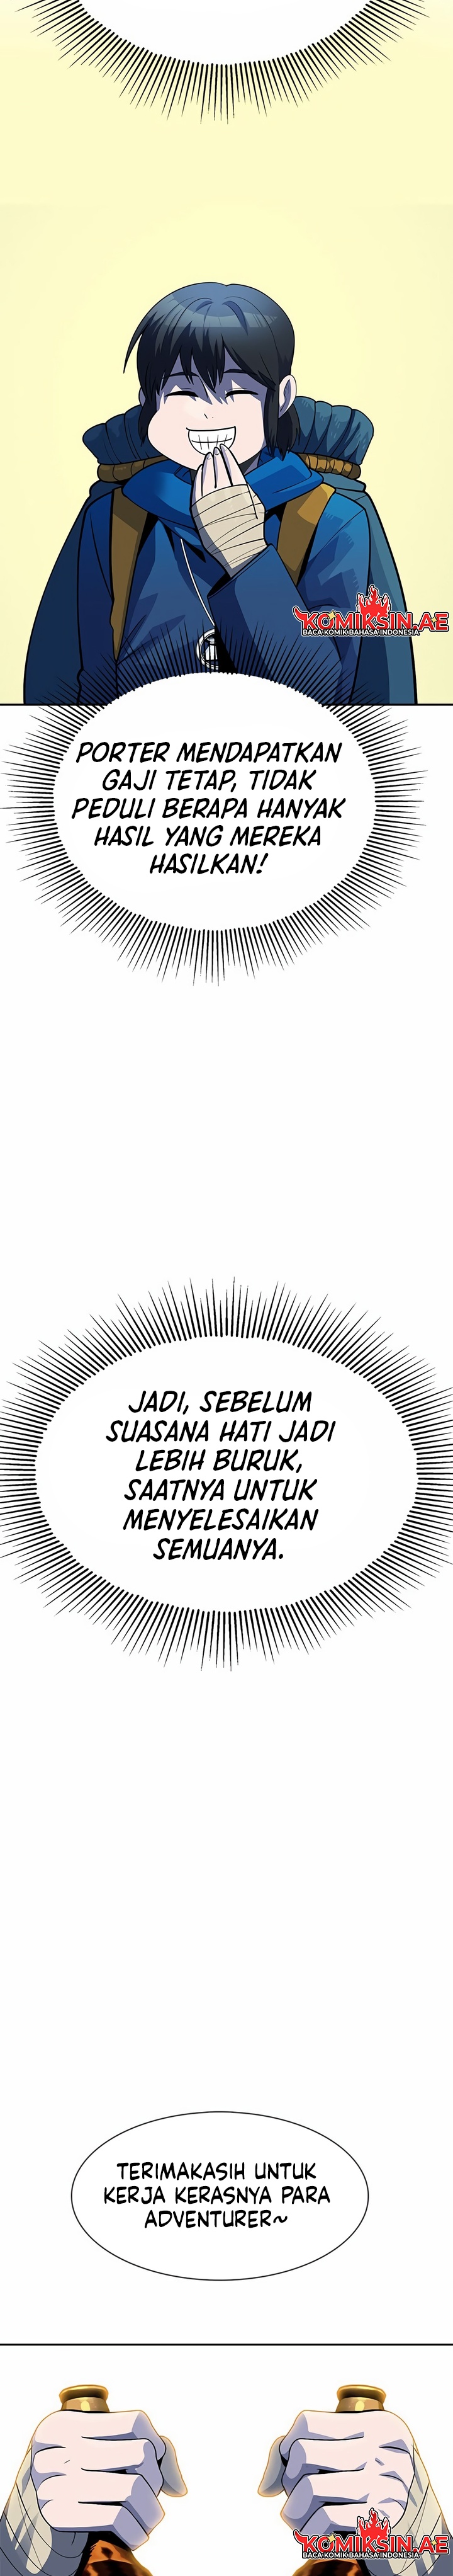 KOMIKSIN.AE
BACA KOMIK BAHASA INDONESIA
PORTER MENDAPATKAN
GAJI TETAP, TIDAK
PEDULI BERAPA HANYAK
HASIL YANG MEREKA
HASILKAN!
JADI, SEBELUM
SUASANA HATI JADI
LEBIH BURUK,
SAATNYA UNTUK
MENYELESAIKAN
SEMUANYA.
TERIMAKASIH UNTUK
KERJA KERASNYA PARA
ADVENTURER~
KOMIKSIN.AE
BACA KOMIK BAHASA INDONESIA